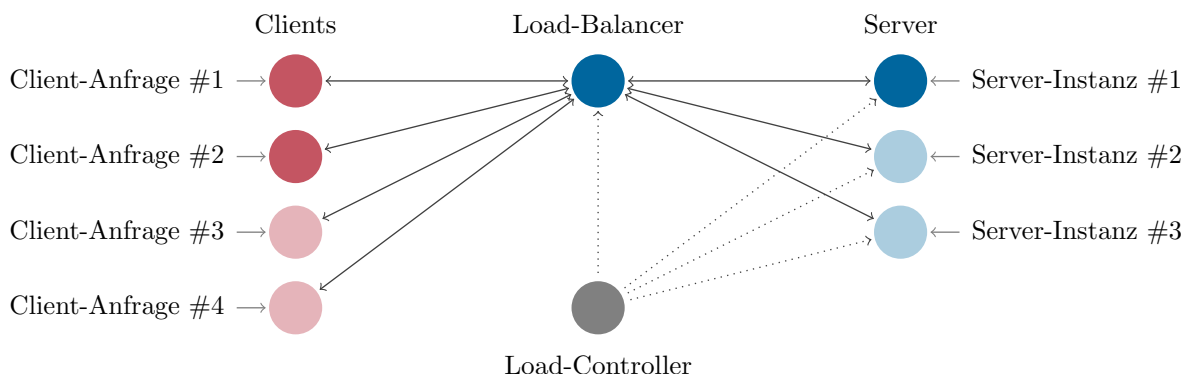 Clients
Load-Balancer
Server
Client-Anfrage #1
Server-Instanz #1
Client-Anfrage #2
Server-Instanz #2
Client-Anfrage #3
Server-Instanz #3
Client-Anfrage #4
Load-Controller